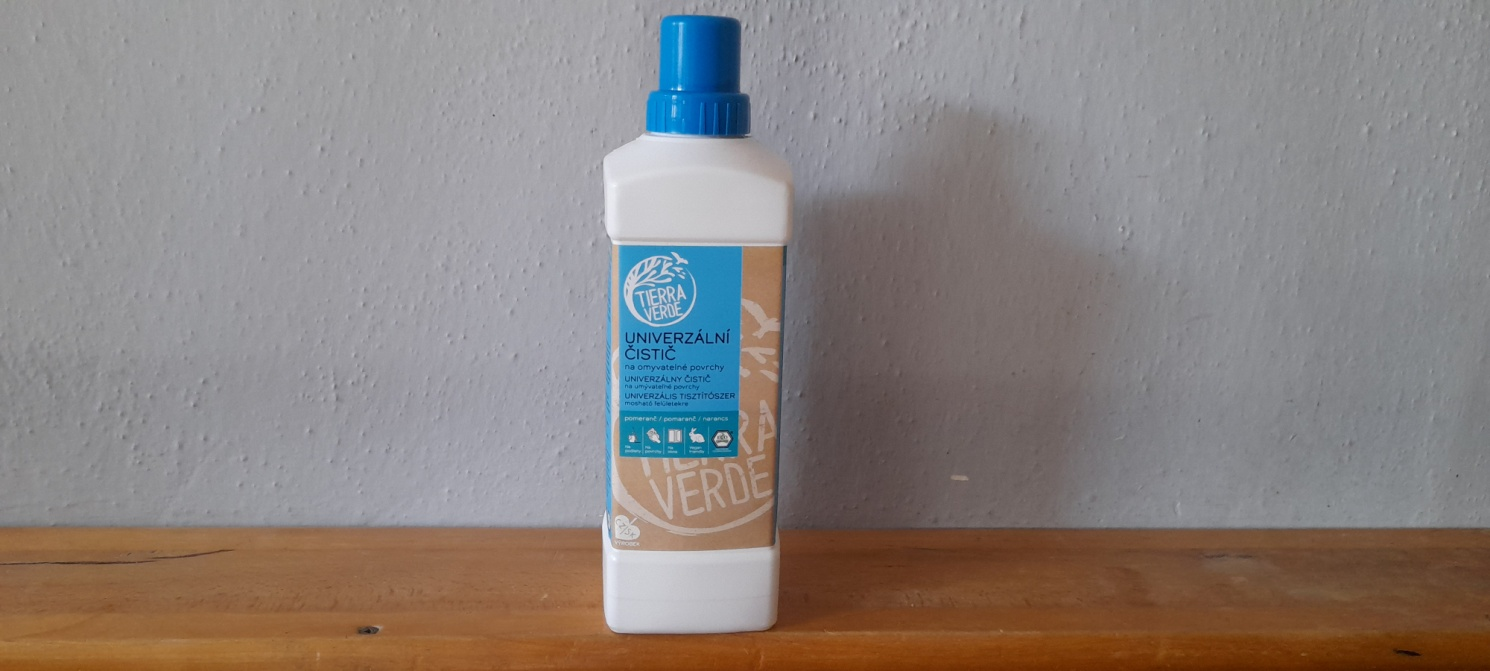 TIERRA
VERDE
UNIVERZÁLNÍ
ČISTIČ
na omyvatelné povrchy
UNIVERZÁLNY ČISTIČ
na umývateľné povrchy
UNIVERZÁLIS TISZTÍTÓSZER
mosható felületekre
pomeranč / pomaranč / narancs
TIERRA
VERDE